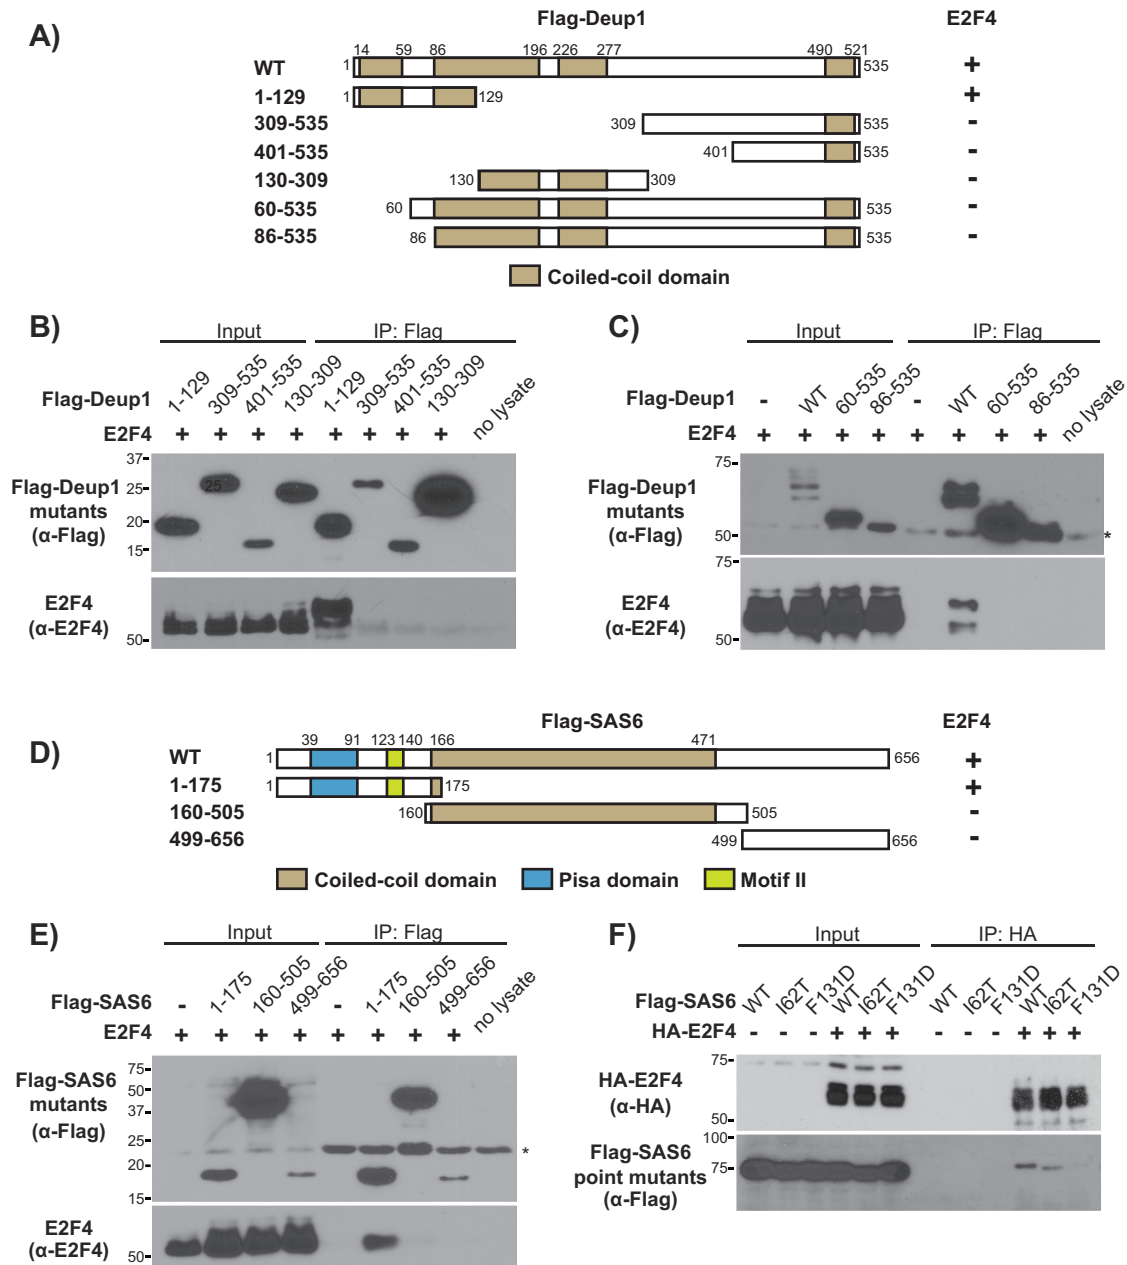 A)
Flag-Deup1
E2F4
14 59 86 196 226 277 490 521
WT 1 535 +
1-129 1 129 +
309-535 309 535 -
401-535 401 535 -
130-309 130 309 -
60-535 60 535 -
86-535 86 535 -
Coiled-coil domain
B)
Input IP: Flag
Flag-Deup1 1-129 309-535 401-535 130-309 1-129 309-535 401-535 130-309 no lysate
E2F4 + + + + + + + +
37
25
25
20
15
Flag-Deup1
mutants
(α-Flag)
E2F4
(α-E2F4)
50
C)
Input IP: Flag
Flag-Deup1 - WT 60-535 86-535 - WT 60-535 86-535 no lysate
E2F4 + + + + + + + +
75
Flag-Deup1
mutants
(α-Flag)
50 *
75
E2F4
(α-E2F4)
50
D)
Flag-SAS6
E2F4
39 91 123 140 166 471
WT 1 656 +
1-175 1 175 +
160-505 160 505 -
499-656 499 656 -
Coiled-coil domain Pisa domain Motif II
E)
Input IP: Flag
Flag-SAS6 - 1-175 160-505 499-656 - 1-175 160-505 499-656 no lysate
E2F4 + + + + + + + +
75
50
37
25
20
15
Flag-SAS6
mutants
(α-Flag)
*
E2F4
(α-E2F4)
50
F)
Input IP: HA
Flag-SAS6 WT I62T F131D WT I62T F131D WT I62T F131D WT I62T F131D
HA-E2F4 - - - + + + - - - + + +
75
HA-E2F4
(α-HA)
50
100
Flag-SAS6
point mutants
(α-Flag)
75